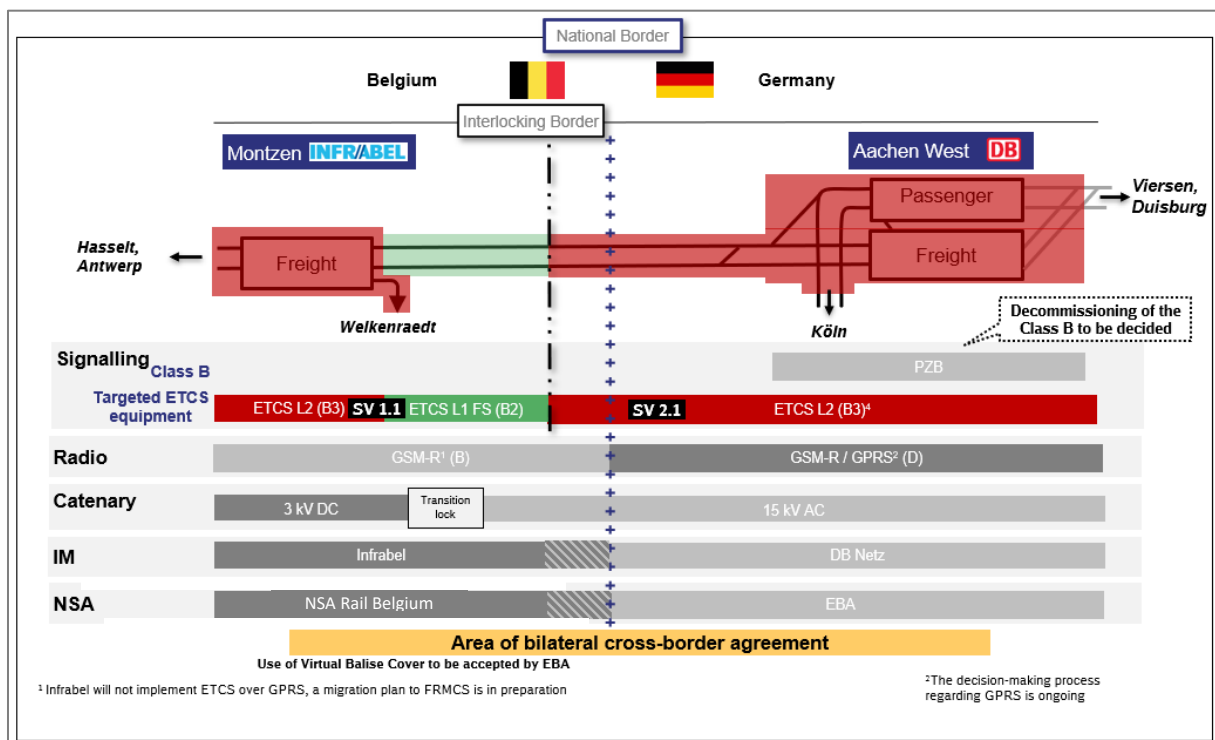 National Border
Belgium
Germany
Interlocking Border
Montzen INFR/ABEL
Aachen West DB
Passenger
Viersen,
Duisburg
Hasselt,
Antwerp
Freight
Freight
Welkenraedt
Köln
Decommissioning of the
Class B to be decided
Signalling
Class B
PZB
Targeted ETCS
equipment
ETCS L2 (B3) SV 1.1 ETCS L1 FS (B2)
SV 2.1
ETCS L2 (B3)⁴
Radio
GSM-R¹ (B)
GSM-R / GPRS² (D)
Catenary
3 kV DC
Transition
lock
15 kV AC
IM
Infrabel
DB Netz
NSA
NSA Rail Belgium
EBA
Area of bilateral cross-border agreement
Use of Virtual Balise Cover to be accepted by EBA
¹ Infrabel will not implement ETCS over GPRS, a migration plan to FRMCS is in preparation
²The decision-making process
regarding GPRS is ongoing